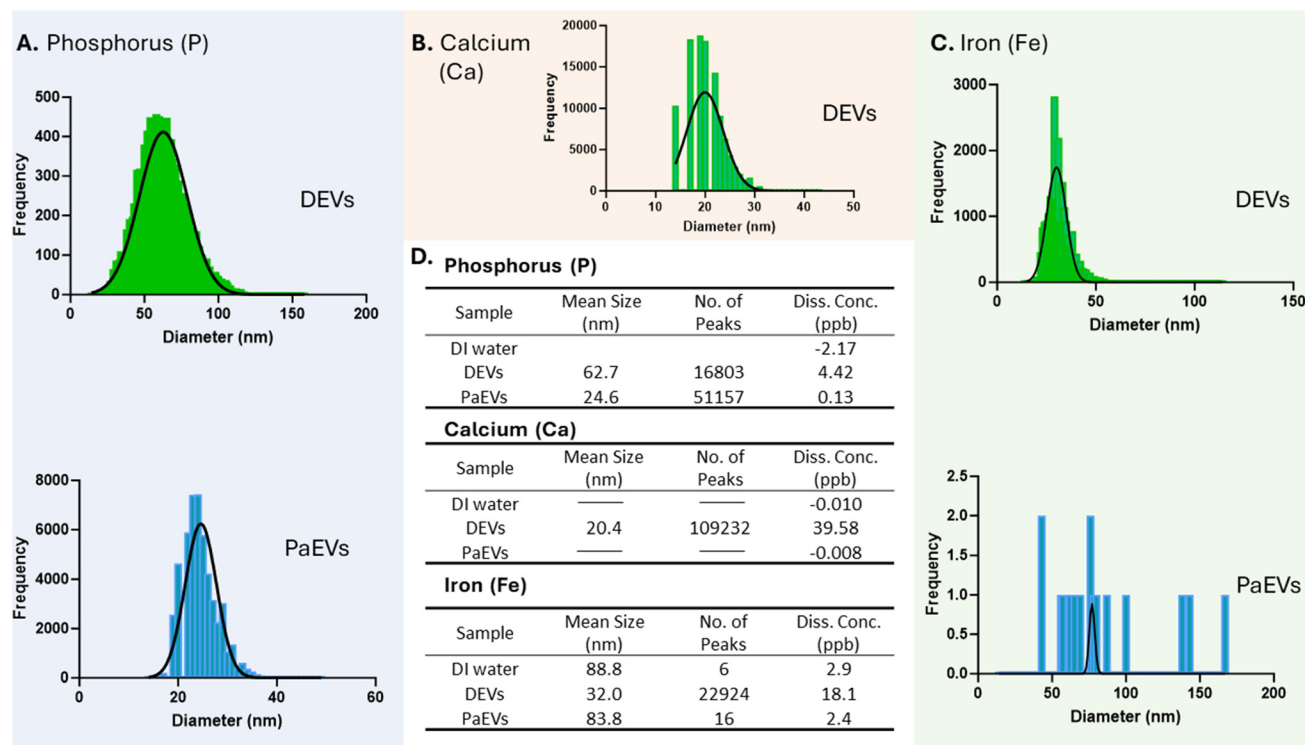 A. Phosphorus (P)
500
400
300
200
100
0
Frequency
0 50 100 150 200
Diameter (nm)
DEVs
8000
6000
4000
2000
0
Frequency
0 20 40 60
Diameter (nm)
PaEVs
B. Calcium
(Ca)
20000
15000
10000
5000
0
Frequency
0 10 20 30 40 50
Diameter (nm)
DEVs
D. Phosphorus (P)
Sample Mean Size (nm) No. of Peaks Diss. Conc. (ppb)
DI water -2.17
DEVs 62.7 16803 4.42
PaEVs 24.6 51157 0.13
Calcium (Ca)
Sample Mean Size (nm) No. of Peaks Diss. Conc. (ppb)
DI water —— —— -0.010
DEVs 20.4 109232 39.58
PaEVs —— —— -0.008
Iron (Fe)
Sample Mean Size (nm) No. of Peaks Diss. Conc. (ppb)
DI water 88.8 6 2.9
DEVs 32.0 22924 18.1
PaEVs 83.8 16 2.4
C. Iron (Fe)
3000
2000
1000
0
Frequency
0 50 100 150
Diameter (nm)
DEVs
2.5
2.0
1.5
1.0
0.5
0.0
Frequency
0 50 100 150 200
Diameter (nm)
PaEVs